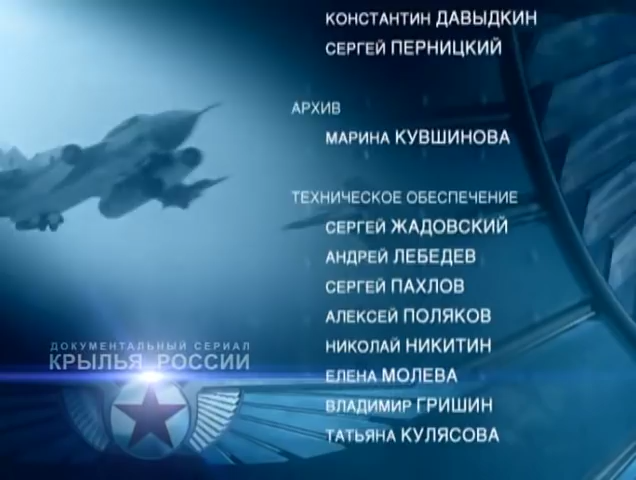 КОНСТАНТИН ДАВЫДКИН
СЕРГЕЙ ПЕРНИЦКИЙ
АРХИВ
МАРИНА КУВШИНОВА
ТЕХНИЧЕСКОЕ ОБЕСПЕЧЕНИЕ
СЕРГЕЙ ЖАДОВСКИЙ
АНДРЕЙ ЛЕБЕДЕВ
СЕРГЕЙ ПАХЛОВ
АЛЕКСЕЙ ПОЛЯКОВ
НИКОЛАЙ НИКИТИН
ЕЛЕНА МОЛЕВА
ВЛАДИМИР ГРИШИН
ТАТЬЯНА КУЛЯСОВА
ДОКУМЕНТАЛЬНЫЙ СЕРИАЛ
КРЫЛЬЯ РОССИИ